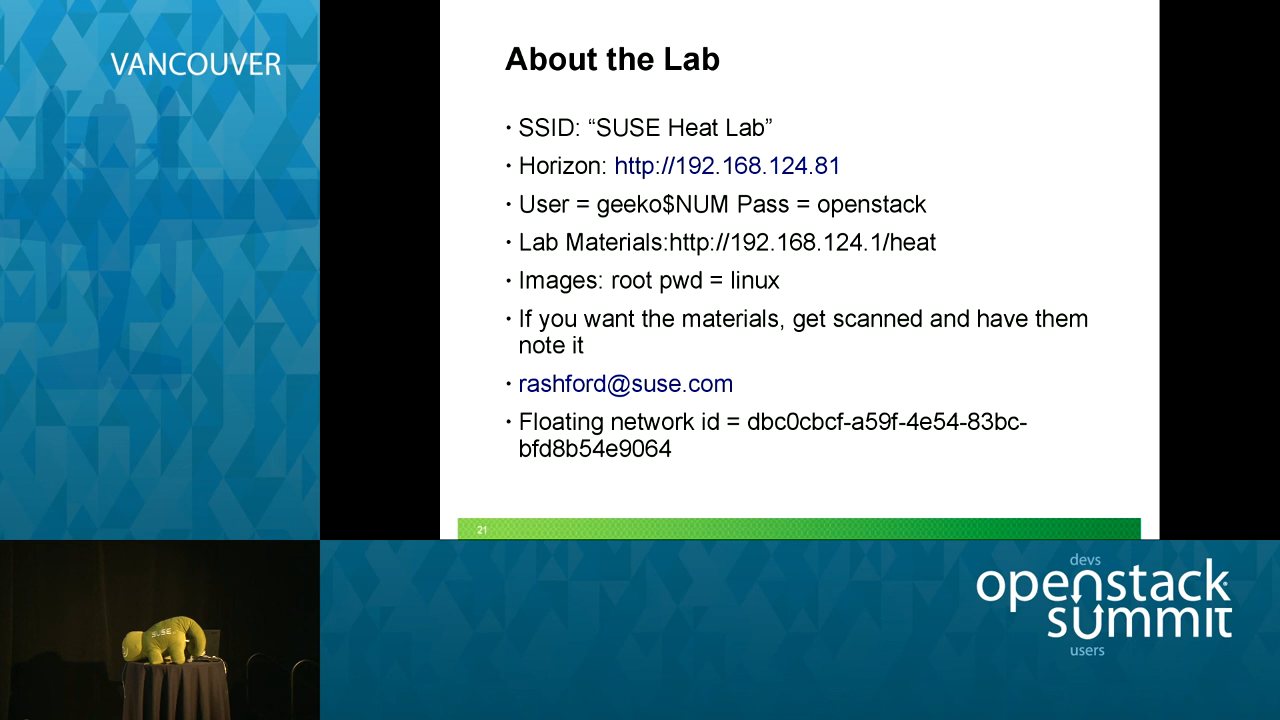 VANCOUVER
About the Lab
· SSID: “SUSE Heat Lab”
· Horizon: http://192.168.124.81
· User = geeko$NUM Pass = openstack
· Lab Materials:http://192.168.124.1/heat
· Images: root pwd = linux
· If you want the materials, get scanned and have them
note it
· rashford@suse.com
· Floating network id = dbc0cbcf-a59f-4e54-83bc-
bfd8b54e9064
21
SUSE
devs
openstack
summit
users